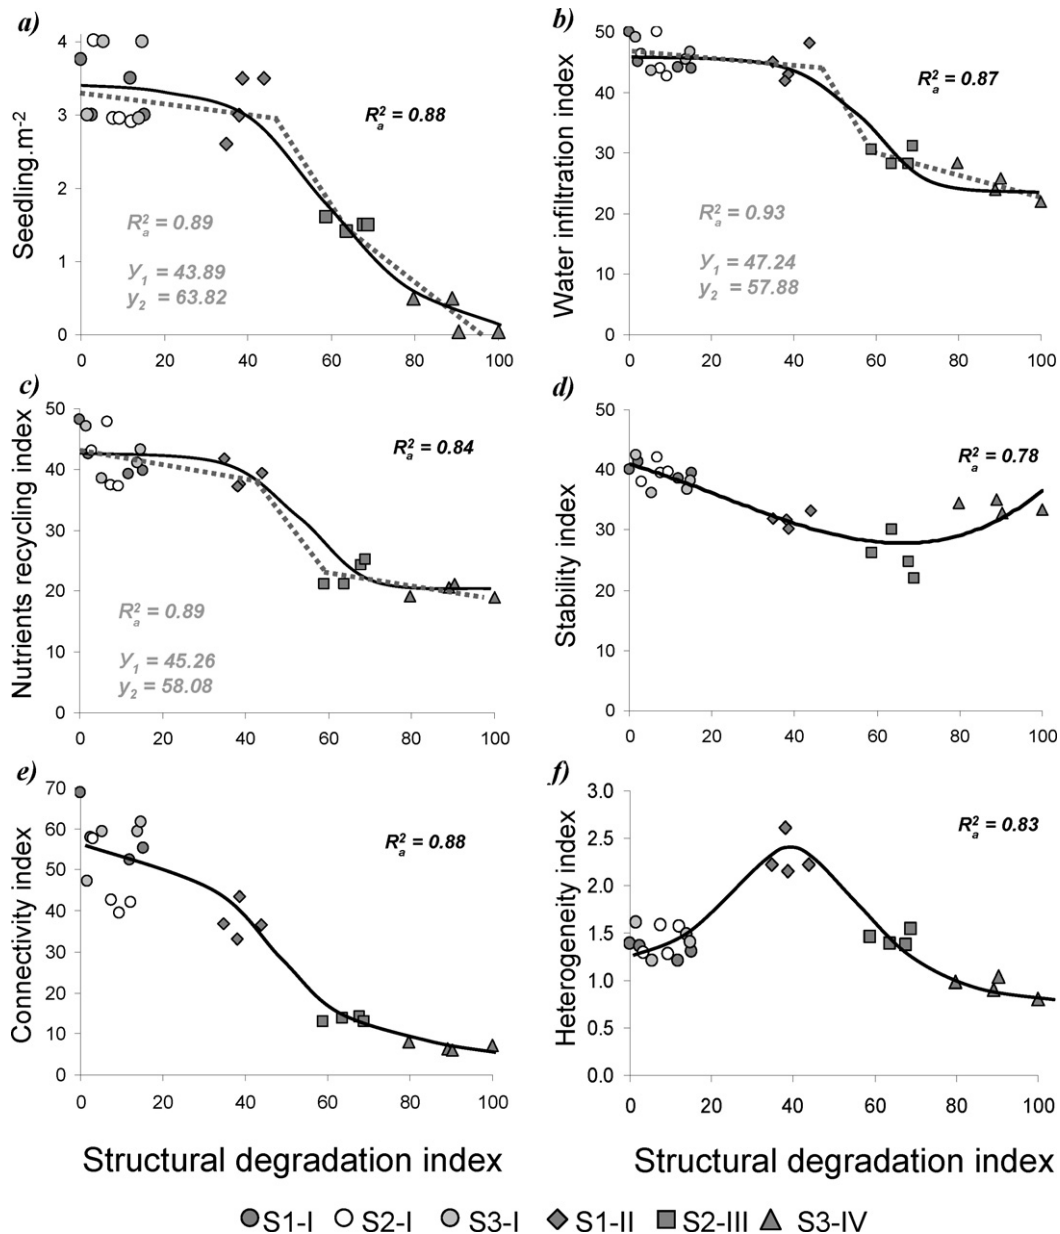 a)
Seedling.m-2
4
3
2
1
0
0 20 40 60 80 100
R²a = 0.88
R²a = 0.89
Y1 = 43.89
y2 = 63.82
b)
Water infiltration index
50
40
30
20
10
0
0 20 40 60 80 100
R²a = 0.87
R²a = 0.93
Y1 = 47.24
y2 = 57.88
c)
Nutrients recycling index
50
40
30
20
10
0
0 20 40 60 80 100
R²a = 0.84
R²a = 0.89
Y1 = 45.26
y2 = 58.08
d)
Stability index
50
40
30
20
10
0
0 20 40 60 80 100
R²a = 0.78
e)
Connectivity index
70
60
50
40
30
20
10
0
0 20 40 60 80 100
R²a = 0.88
f)
Heterogeneity index
3.0
2.5
2.0
1.5
1.0
0.5
0.0
0 20 40 60 80 100
R²a = 0.83
Structural degradation index
Structural degradation index
S1-I S2-I S3-I S1-II S2-III S3-IV